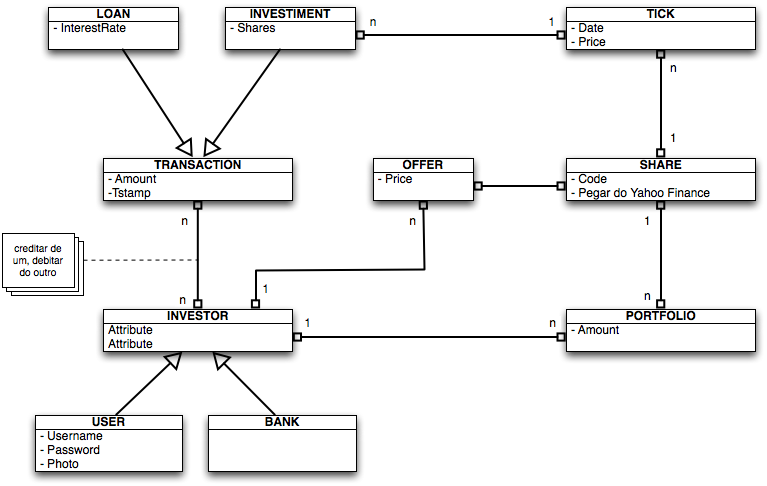 LOAN
- InterestRate
INVESTIMENT
- Shares
n
1
TICK
- Date
- Price
n
1
TRANSACTION
- Amount
-Tstamp
OFFER
- Price
SHARE
- Code
- Pegar do Yahoo Finance
n
n
1
creditar de
um, debitar
do outro
n
1
n
INVESTOR
Attribute
Attribute
1
n
PORTFOLIO
- Amount
USER
- Username
- Password
- Photo
BANK